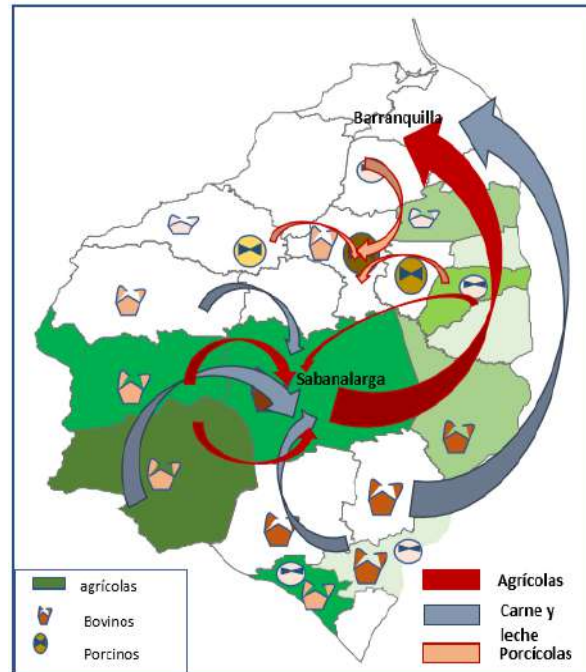 Barranquilla
Sabanalarga
agrícolas
Bovinos
Porcinos
Agrícolas
Carne y
leche
Porcícolas